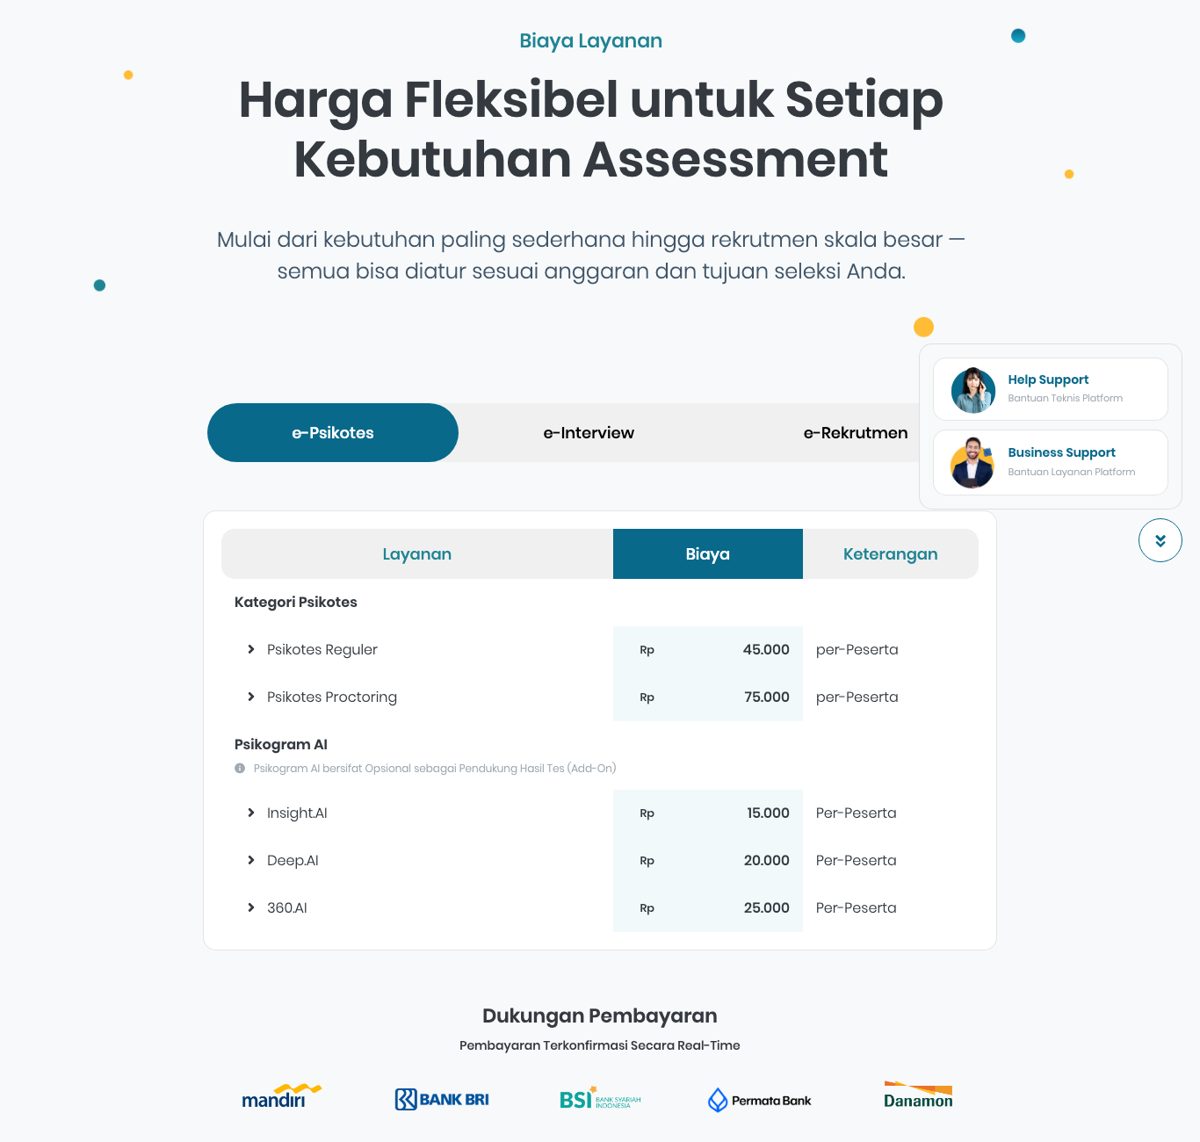 Biaya Layanan
Harga Fleksibel untuk Setiap
Kebutuhan Assessment
Mulai dari kebutuhan paling sederhana hingga rekrutmen skala besar —
semua bisa diatur sesuai anggaran dan tujuan seleksi Anda.
Help Support
Bantuan Teknis Platform
Business Support
Bantuan Layanan Platform
e-Psikotes e-Interview e-Rekrutmen
Layanan Biaya Keterangan
Kategori Psikotes
Psikotes Reguler Rp 45.000 per-Peserta
Psikotes Proctoring Rp 75.000 per-Peserta
Psikogram AI
Psikogram AI bersifat Opsional sebagai Pendukung Hasil Tes (Add-On)
Insight.AI Rp 15.000 Per-Peserta
Deep.AI Rp 20.000 Per-Peserta
360.AI Rp 25.000 Per-Peserta
Dukungan Pembayaran
Pembayaran Terkonfirmasi Secara Real-Time
mandiri BANK BRI BSI BANK SYARIAH INDONESIA Permata Bank Danamon